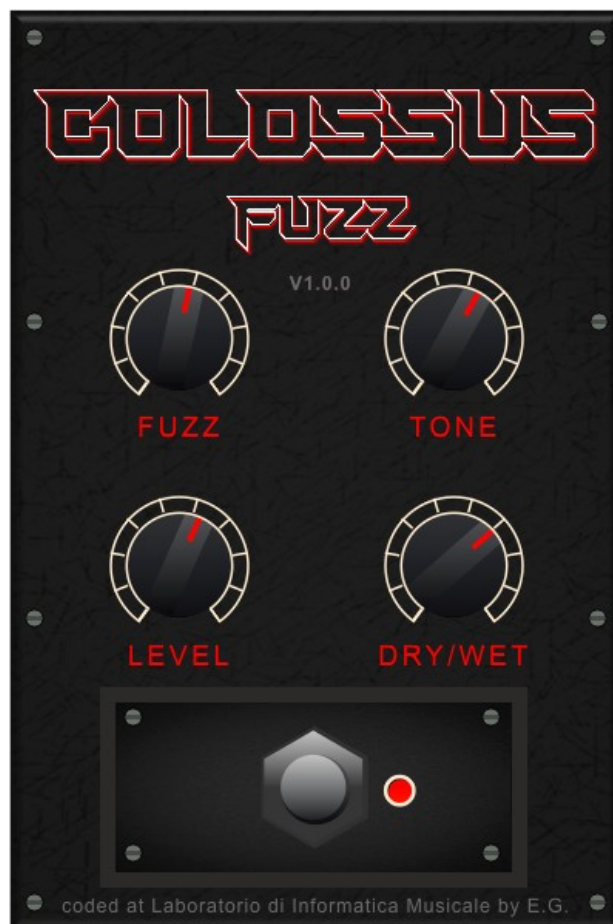 COLOSSUS
FUZZ
V1.0.0
FUZZ TONE
LEVEL DRY/WET
coded at Laboratorio di Informatica Musicale by E.G.